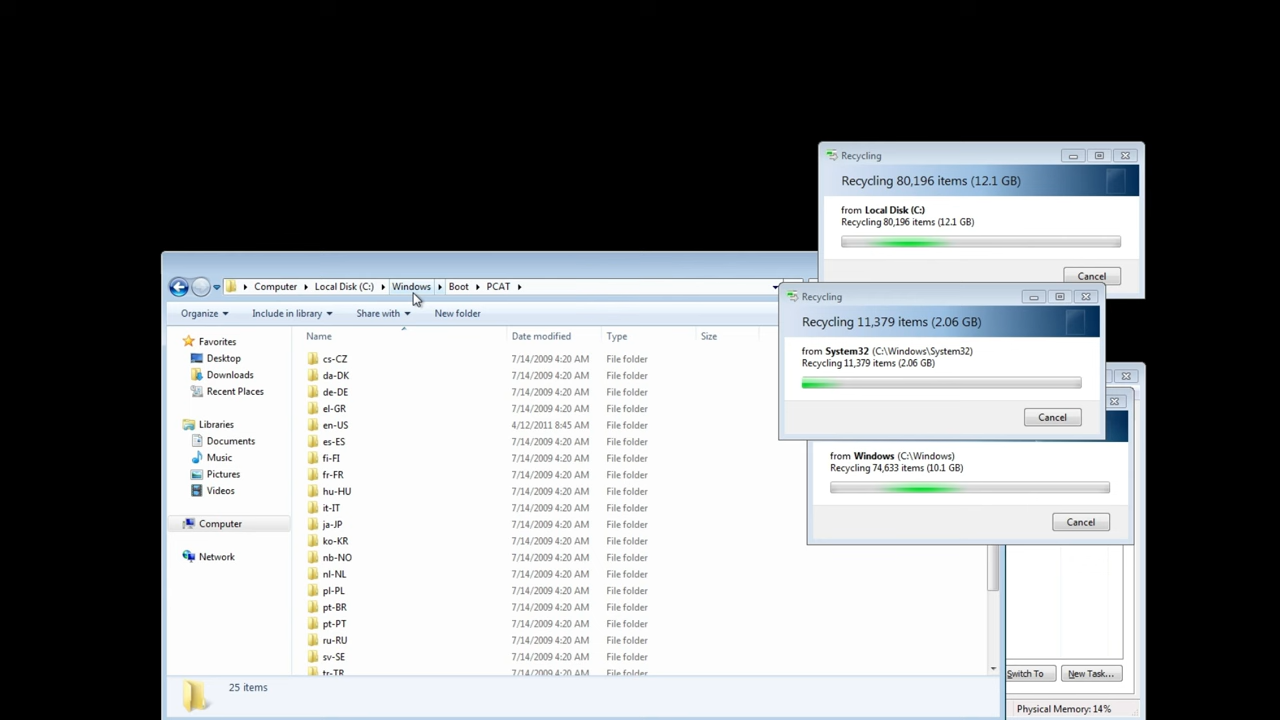 Recycling
Recycling 80,196 items (12.1 GB)
from Local Disk (C:)
Recycling 80,196 items (12.1 GB)
Cancel
Computer Local Disk (C:) Windows Boot PCAT
Organize Include in library Share with New folder
Recycling
Recycling 11,379 items (2.06 GB)
from System32 (C:\Windows\System32)
Recycling 11,379 items (2.06 GB)
Cancel
from Windows (C:\Windows)
Recycling 74,633 items (10.1 GB)
Cancel
Favorites
Desktop
Downloads
Recent Places
Libraries
Documents
Music
Pictures
Videos
Computer
Network
Name Date modified Type Size
cs-CZ 7/14/2009 4:20 AM File folder
da-DK 7/14/2009 4:20 AM File folder
de-DE 7/14/2009 4:20 AM File folder
el-GR 7/14/2009 4:20 AM File folder
en-US 4/12/2011 8:45 AM File folder
es-ES 7/14/2009 4:20 AM File folder
fi-FI 7/14/2009 4:20 AM File folder
fr-FR 7/14/2009 4:20 AM File folder
hu-HU 7/14/2009 4:20 AM File folder
it-IT 7/14/2009 4:20 AM File folder
ja-JP 7/14/2009 4:20 AM File folder
ko-KR 7/14/2009 4:20 AM File folder
nb-NO 7/14/2009 4:20 AM File folder
nl-NL 7/14/2009 4:20 AM File folder
pl-PL 7/14/2009 4:20 AM File folder
pt-BR 7/14/2009 4:20 AM File folder
pt-PT 7/14/2009 4:20 AM File folder
ru-RU 7/14/2009 4:20 AM File folder
sv-SE 7/14/2009 4:20 AM File folder
tr-TR 7/14/2009 4:20 AM File folder
25 items
Switch To New Task...
Physical Memory: 14%